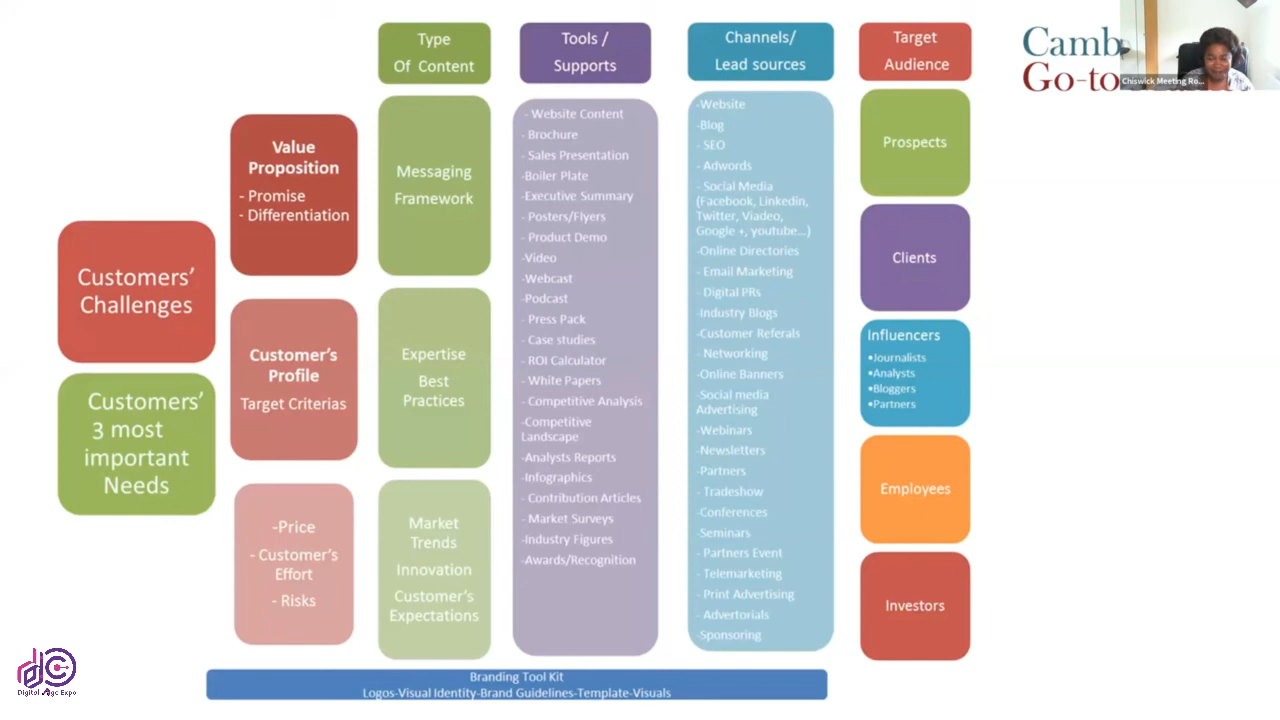 Customers'
Challenges
Customers'
3 most
important
Needs
Value
Proposition
- Promise
- Differentiation
Customer's
Profile
Target Criterias
-Price
- Customer's
Effort
- Risks
Type
Of Content
Messaging
Framework
Expertise
Best
Practices
Market
Trends
Innovation
Customer's
Expectations
Tools /
Supports
- Website Content
- Brochure
- Sales Presentation
-Boiler Plate
-Executive Summary
- Posters/Flyers
- Product Demo
-Video
-Webcast
-Podcast
- Press Pack
- Case studies
- ROI Calculator
- White Papers
- Competitive Analysis
-Competitive
Landscape
-Analysts Reports
-Infographics
- Contribution Articles
- Market Surveys
-Industry Figures
-Awards/Recognition
Channels/
Lead sources
-Website
-Blog
- SEO
- Adwords
- Social Media
(Facebook, Linkedin,
Twitter, Viadeo,
Google +, youtube...)
-Online Directories
- Email Marketing
- Digital PRs
-Industry Blogs
-Customer Referrals
- Networking
-Online Banners
-Social media
Advertising
-Webinars
-Newsletters
-Partners
- Tradeshow
-Conferences
-Seminars
- Partners Event
- Telemarketing
- Print Advertising
- Advertorials
-Sponsoring
Target
Audience
Prospects
Clients
Influencers
•Journalists
•Analysts
•Bloggers
•Partners
Employees
Investors
Camb
Go-to
Chiswick Meeting Ro...
Branding Tool Kit
Logos-Visual Identity-Brand Guidelines-Template-Visuals
Digital Age Expo